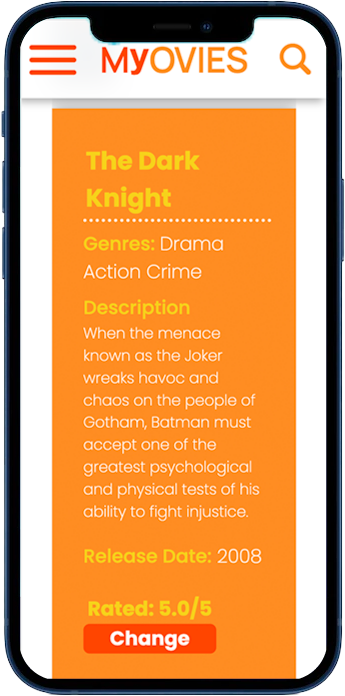 MyOVIES
The Dark
Knight
Genres: Drama
Action Crime
Description
When the menace
known as the Joker
wreaks havoc and
chaos on the people of
Gotham, Batman must
accept one of the
greatest psychological
and physical tests of his
ability to fight injustice.
Release Date: 2008
Rated: 5.0/5
Change